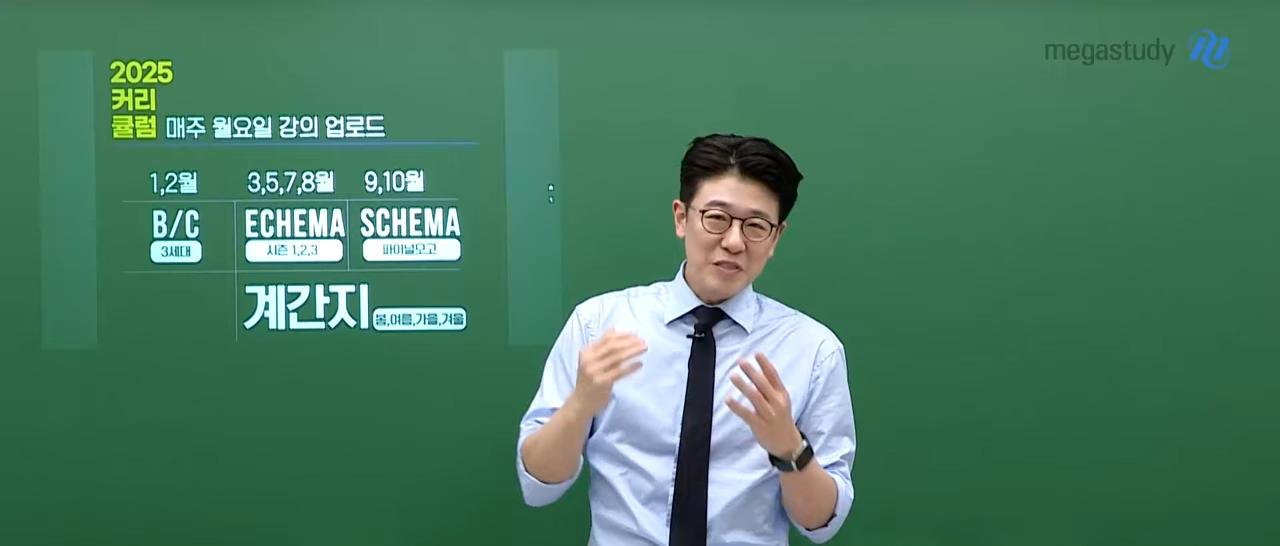 megastudy
2025
커리
큘럼 매주 월요일 강의 업로드
1,2월 3,5,7,8월 9,10월
B/C ECHEMA SCHEMA
3세대 시즌 1,2,3 파이널모고
계간지 봄,여름,가을,겨울